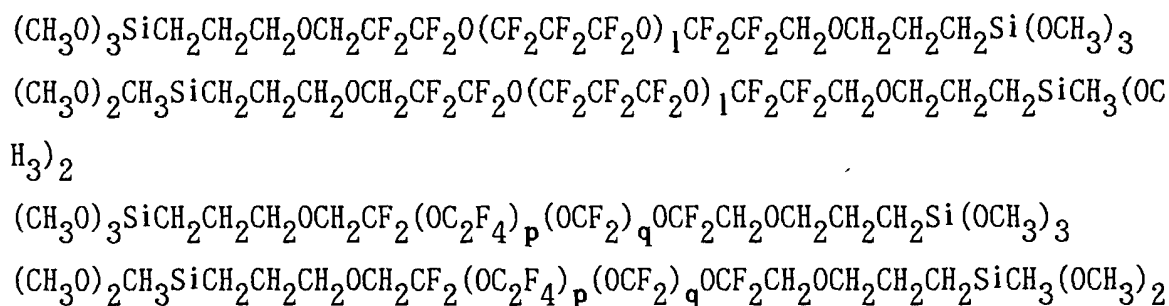 (CH3O)3SiCH2CH2CH2OCH2CF2CF2O(CF2CF2CF2O)lCF2CF2CH2OCH2CH2CH2Si(OCH3)3
(CH3O)2CH3SiCH2CH2CH2OCH2CF2CF2O(CF2CF2CF2O)lCF2CF2CH2OCH2CH2CH2SiCH3(OC
H3)2
(CH3O)3SiCH2CH2CH2OCH2CF2(OC2F4)p(OCF2)qOCF2CH2OCH2CH2CH2Si(OCH3)3
(CH3O)2CH3SiCH2CH2CH2OCH2CF2(OC2F4)p(OCF2)qOCF2CH2OCH2CH2CH2SiCH3(OCH3)2